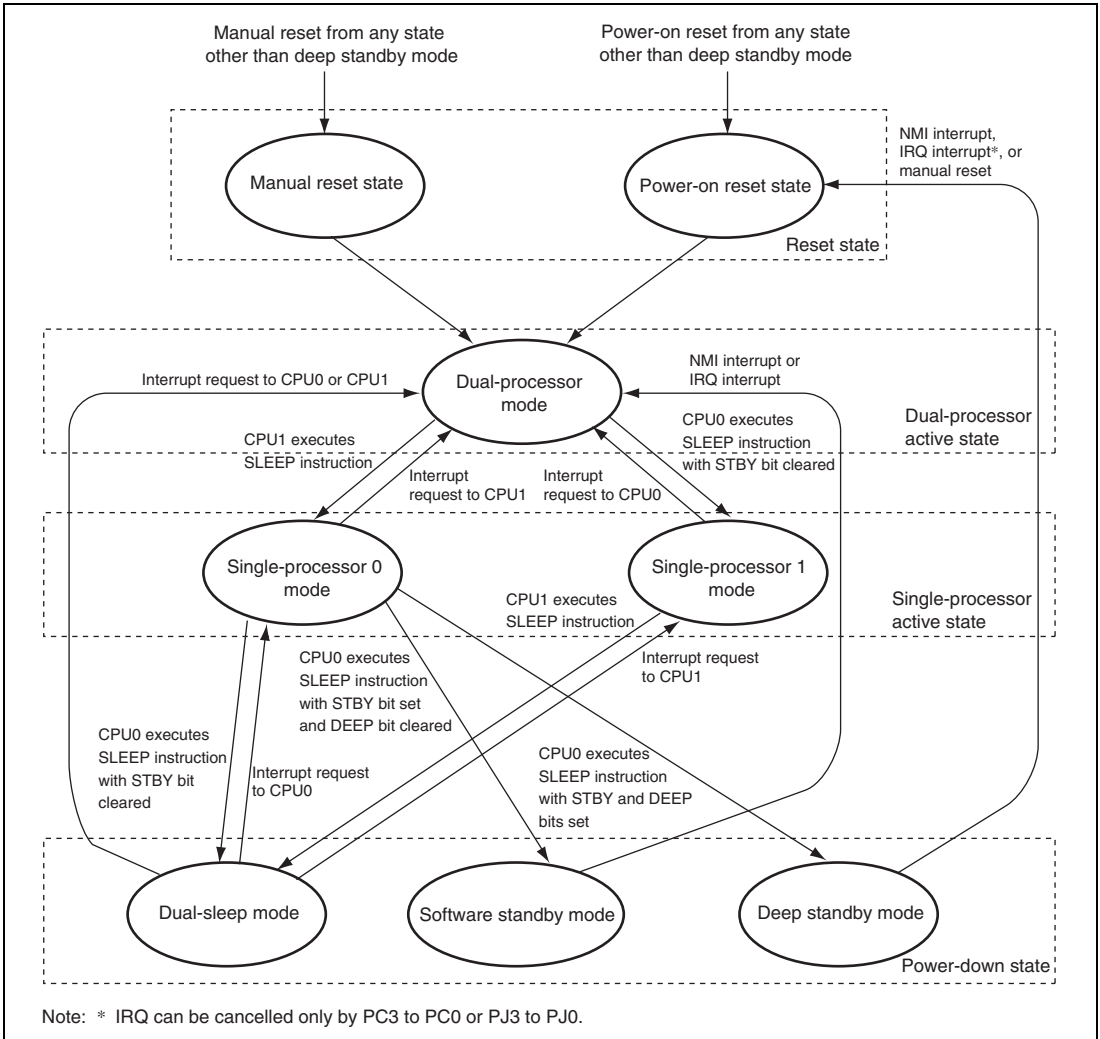 Manual reset from any state
other than deep standby mode
Power-on reset from any state
other than deep standby mode
NMI interrupt,
IRQ interrupt*, or
manual reset
Manual reset state
Power-on reset state
Reset state
Interrupt request to CPU0 or CPU1
Dual-processor
mode
NMI interrupt or
IRQ interrupt
Dual-processor
active state
CPU1 executes
SLEEP instruction
Interrupt
request to CPU1
Interrupt
request to CPU0
CPU0 executes
SLEEP instruction
with STBY bit cleared
Single-processor 0
mode
Single-processor 1
mode
Single-processor
active state
CPU1 executes
SLEEP instruction
CPU0 executes
SLEEP instruction
with STBY bit set
and DEEP bit cleared
Interrupt request
to CPU1
CPU0 executes
SLEEP instruction
with STBY bit
cleared
Interrupt request
to CPU0
CPU0 executes
SLEEP instruction
with STBY and DEEP
bits set
Dual-sleep mode
Software standby mode
Deep standby mode
Power-down state
Note: * IRQ can be cancelled only by PC3 to PC0 or PJ3 to PJ0.